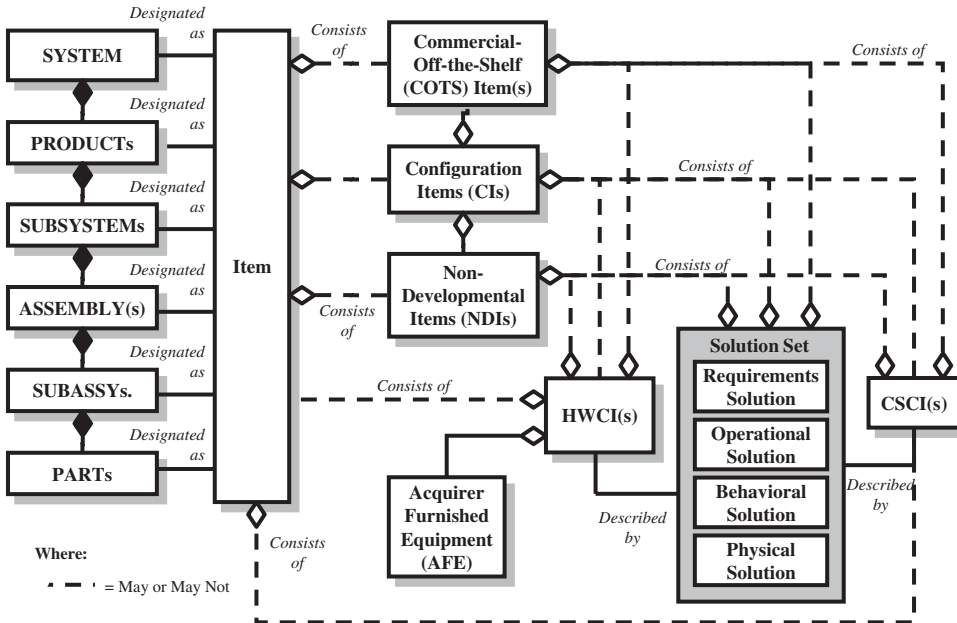 Designated
as
SYSTEM
Designated
as
PRODUCTs
Designated
as
SUBSYSTEMs
Designated
as
ASSEMBLY(s)
Designated
as
SUBASSYs.
Designated
as
PARTs
Item
Consists
of
Commercial-
Off-the-Shelf
(COTS) Item(s)
Consists of
Configuration
Items (CIs)
Consists of
Non-
Developmental
Items (NDIs)
Consists
of
Consists of
Consists of
HWCI(s)
Solution Set
Requirements
Solution
Operational
Solution
Behavioral
Solution
Physical
Solution
CSCI(s)
Acquirer
Furnished
Equipment
(AFE)
Described
by
Described
by
Consists
of
Where:
= May or May Not